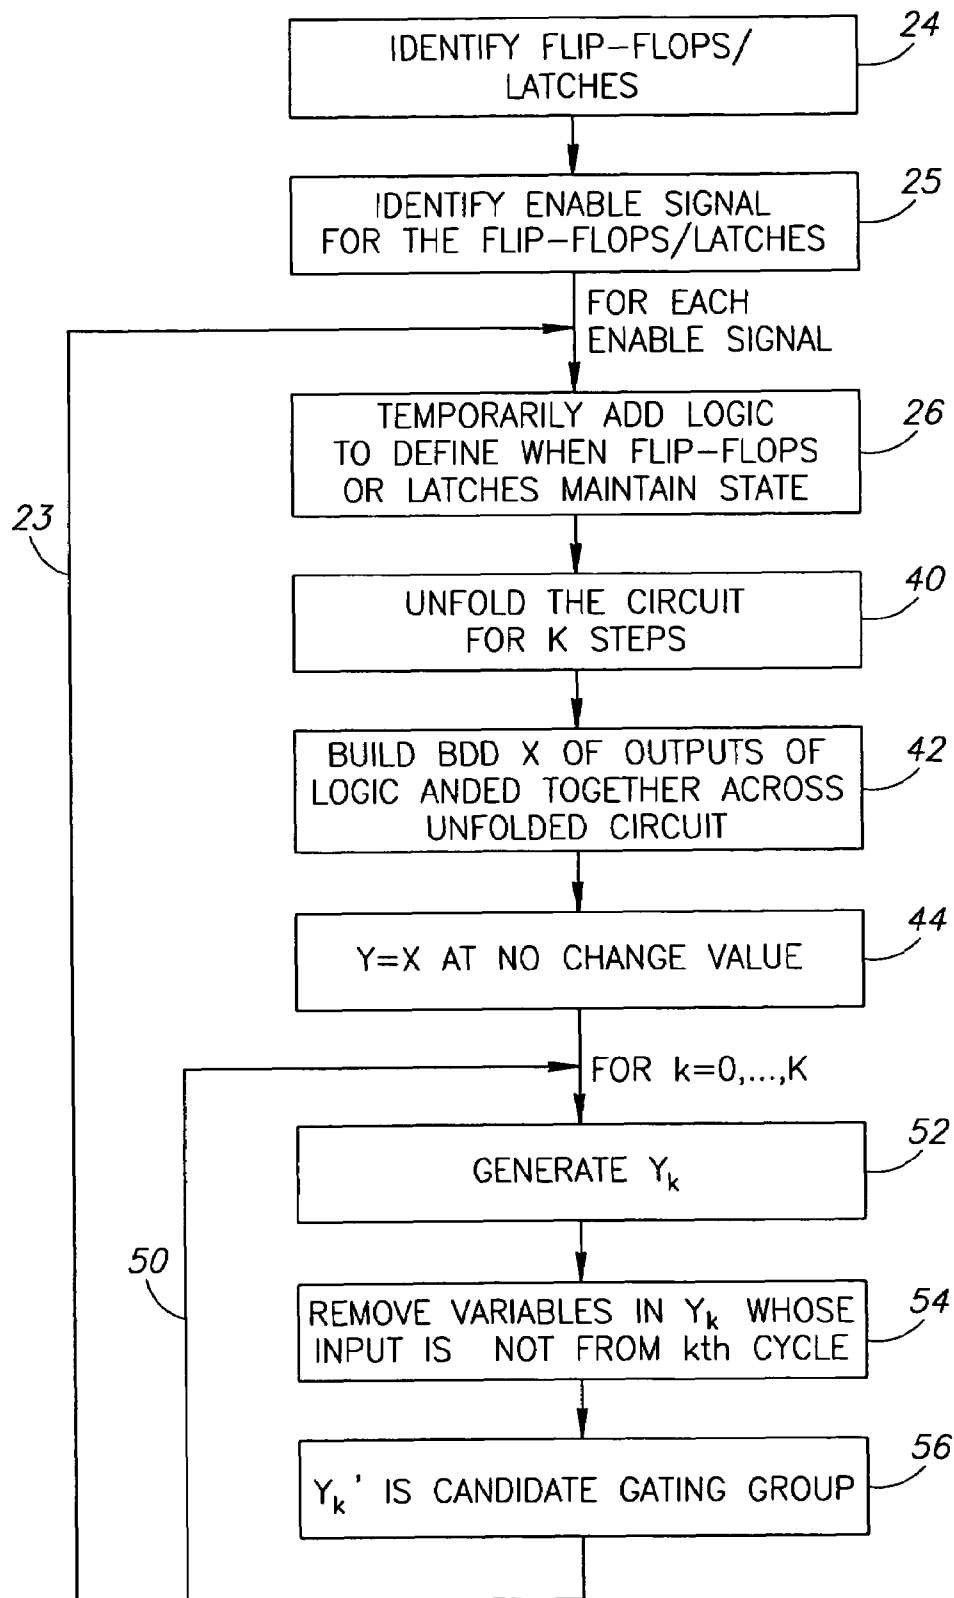 IDENTIFY FLIP-FLOPS/
LATCHES
24
IDENTIFY ENABLE SIGNAL
FOR THE FLIP-FLOPS/LATCHES
25
FOR EACH
ENABLE SIGNAL
TEMPORARILY ADD LOGIC
TO DEFINE WHEN FLIP-FLOPS
OR LATCHES MAINTAIN STATE
26
23
UNFOLD THE CIRCUIT
FOR K STEPS
40
BUILD BDD X OF OUTPUTS OF
LOGIC ANDED TOGETHER ACROSS
UNFOLDED CIRCUIT
42
Y=X AT NO CHANGE VALUE
44
FOR k=0,...,K
GENERATE Yk
52
50
REMOVE VARIABLES IN Yk WHOSE
INPUT IS NOT FROM kth CYCLE
54
Yk' IS CANDIDATE GATING GROUP
56